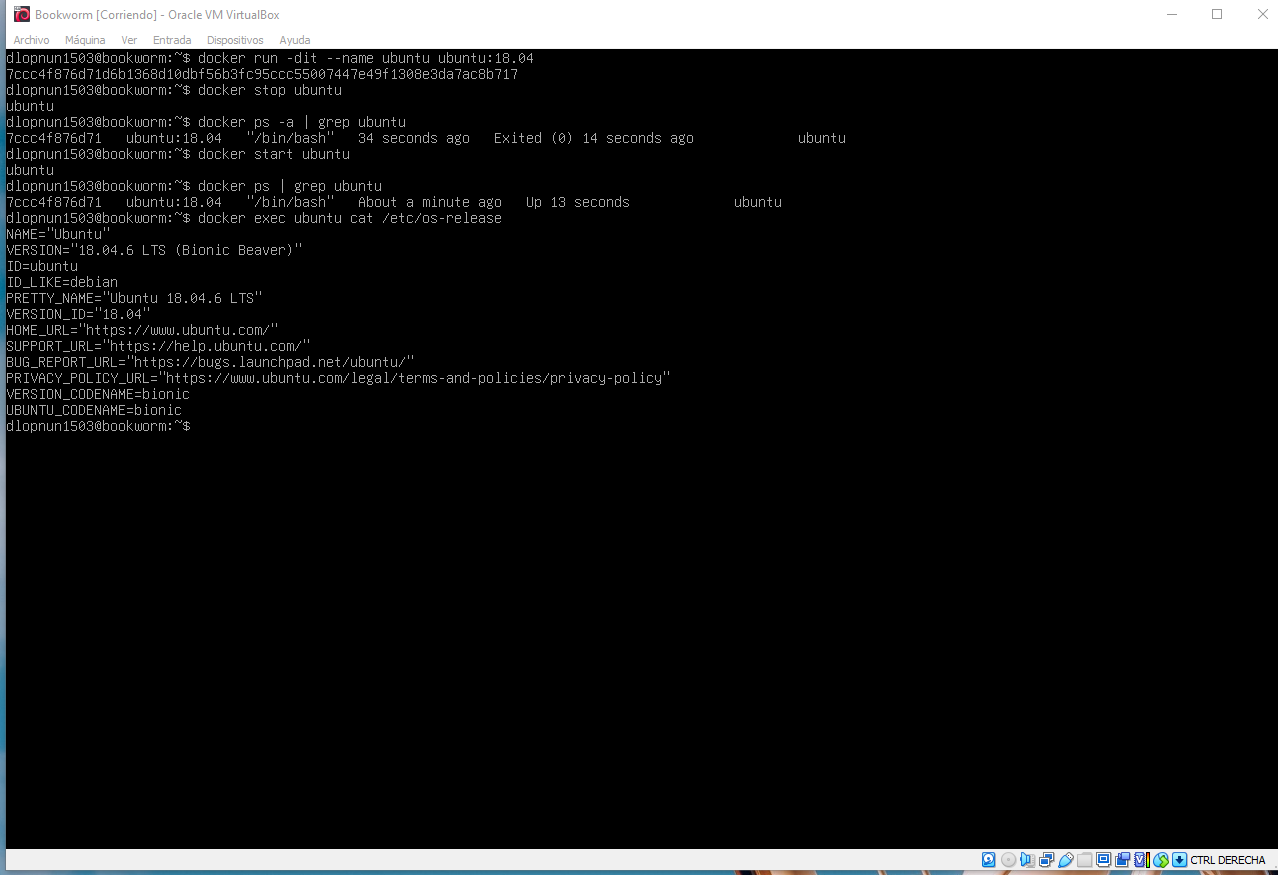 Bookworm [Corriendo] - Oracle VM VirtualBox
Archivo Máquina Ver Entrada Dispositivos Ayuda
dlopnun1503@bookworm:~$ docker run -dit --name ubuntu ubuntu:18.04
7ccc4f876d71d6b1368d10dbf56b3fc95ccc55007447e49f1308e3da7ac8b717
dlopnun1503@bookworm:~$ docker stop ubuntu
ubuntu
dlopnun1503@bookworm:~$ docker ps -a | grep ubuntu
7ccc4f876d71   ubuntu:18.04   "/bin/bash"   34 seconds ago   Exited (0) 14 seconds ago             ubuntu
dlopnun1503@bookworm:~$ docker start ubuntu
ubuntu
dlopnun1503@bookworm:~$ docker ps | grep ubuntu
7ccc4f876d71   ubuntu:18.04   "/bin/bash"   About a minute ago   Up 13 seconds             ubuntu
dlopnun1503@bookworm:~$ docker exec ubuntu cat /etc/os-release
NAME="Ubuntu"
VERSION="18.04.6 LTS (Bionic Beaver)"
ID=ubuntu
ID_LIKE=debian
PRETTY_NAME="Ubuntu 18.04.6 LTS"
VERSION_ID="18.04"
HOME_URL="https://www.ubuntu.com/"
SUPPORT_URL="https://help.ubuntu.com/"
BUG_REPORT_URL="https://bugs.launchpad.net/ubuntu/"
PRIVACY_POLICY_URL="https://www.ubuntu.com/legal/terms-and-policies/privacy-policy"
VERSION_CODENAME=bionic
UBUNTU_CODENAME=bionic
dlopnun1503@bookworm:~$
CTRL DERECHA